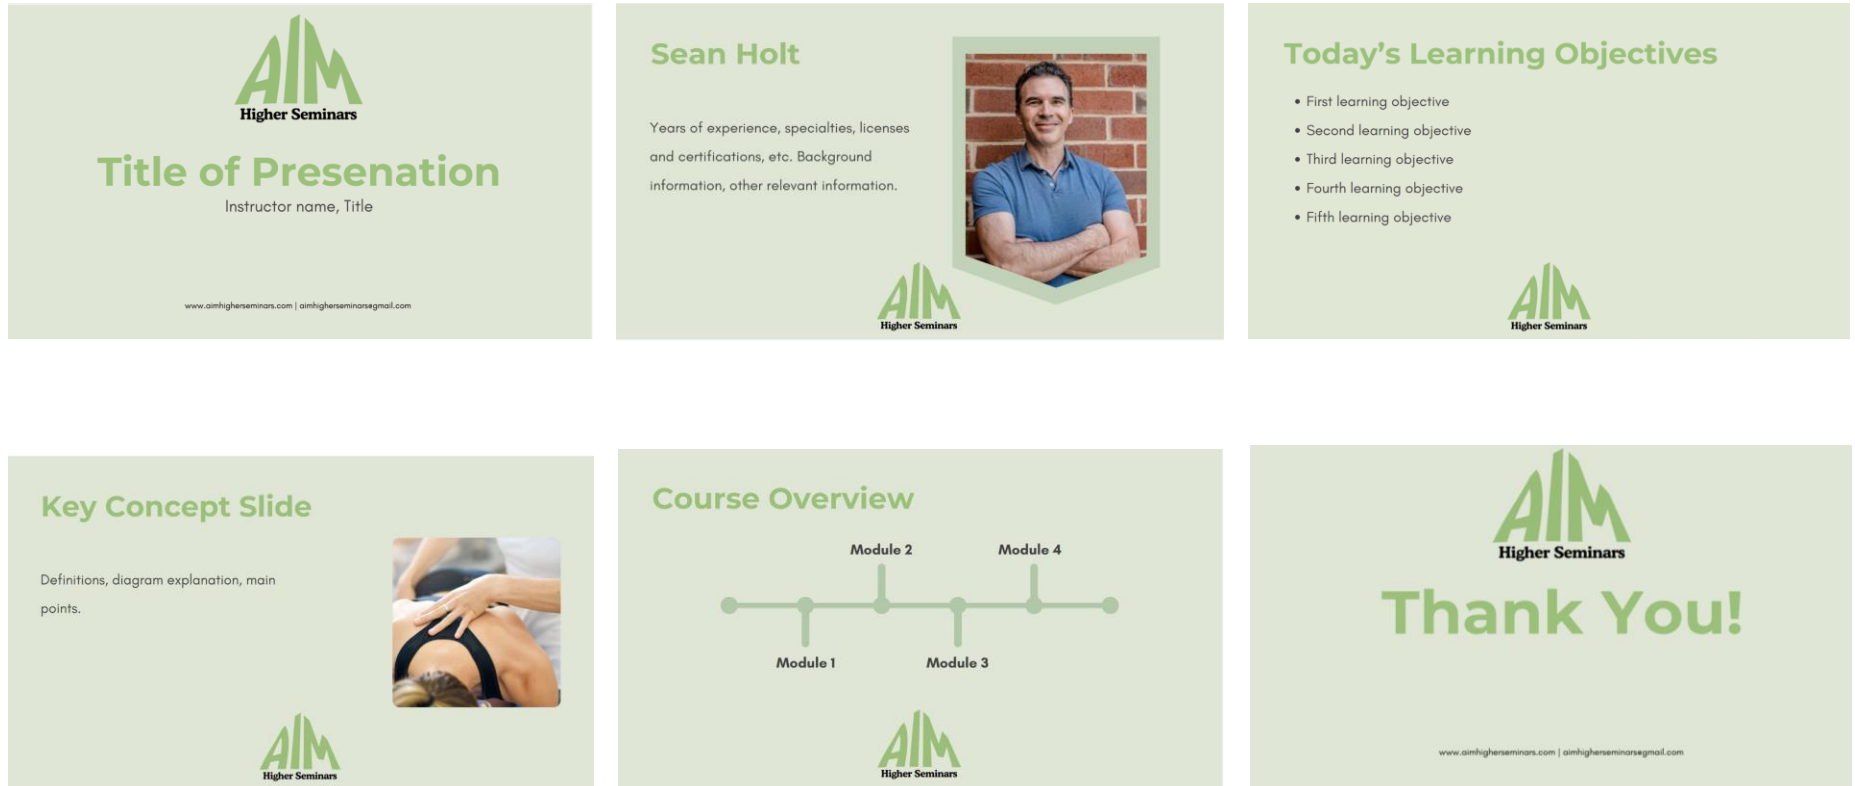 AIM
Higher Seminars
Title of Presenation
Instructor name, Title
www.aimhigherseminars.com | aimhigherseminars@gmail.com
Sean Holt
Years of experience, specialties, licenses
and certifications, etc. Background
information, other relevant information.
AIM
Higher Seminars
Today's Learning Objectives
• First learning objective
• Second learning objective
• Third learning objective
• Fourth learning objective
• Fifth learning objective
AIM
Higher Seminars
Key Concept Slide
Definitions, diagram explanation, main
points.
AIM
Higher Seminars
Course Overview
Module 2
Module 4
Module 1
Module 3
AIM
Higher Seminars
AIM
Higher Seminars
Thank You!
www.aimhigherseminars.com | aimhigherseminars@gmail.com